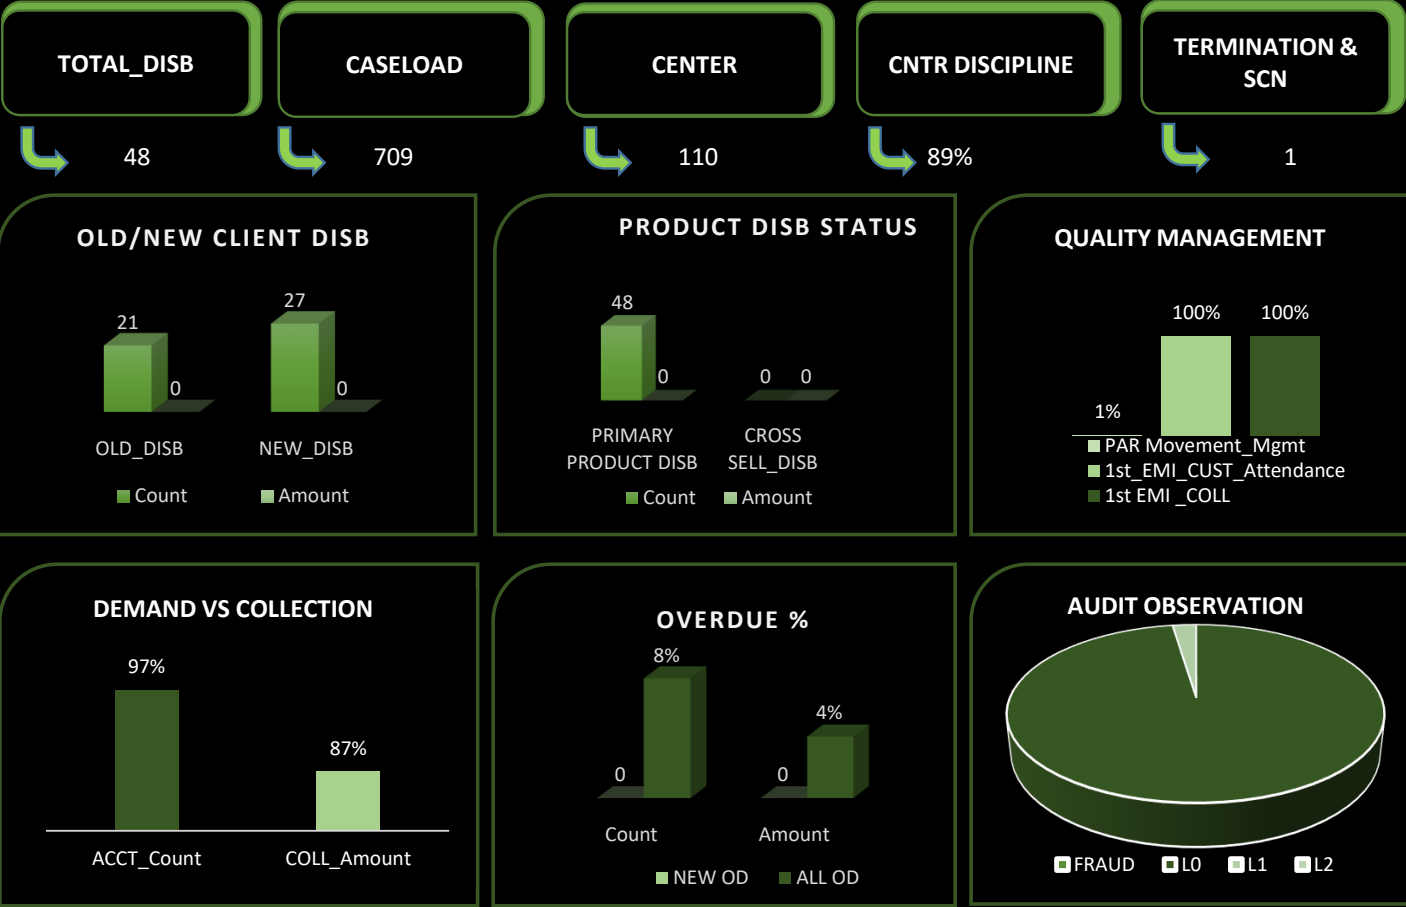 TOTAL_DISB
CASELOAD
CENTER
CNTR DISCIPLINE
TERMINATION &
SCN
48
709
110
89%
1
OLD/NEW CLIENT DISB
21
0
27
0
OLD_DISB
NEW_DISB
Count
Amount
PRODUCT DISB STATUS
48
0
0
0
PRIMARY
PRODUCT DISB
CROSS
SELL_DISB
Count
Amount
QUALITY MANAGEMENT
1%
100%
100%
PAR Movement_Mgmt
1st_EMI_CUST_Attendance
1st EMI _COLL
DEMAND VS COLLECTION
97%
87%
ACCT_Count
COLL_Amount
OVERDUE %
0
8%
0
4%
Count
Amount
NEW OD
ALL OD
AUDIT OBSERVATION
FRAUD
L0
L1
L2